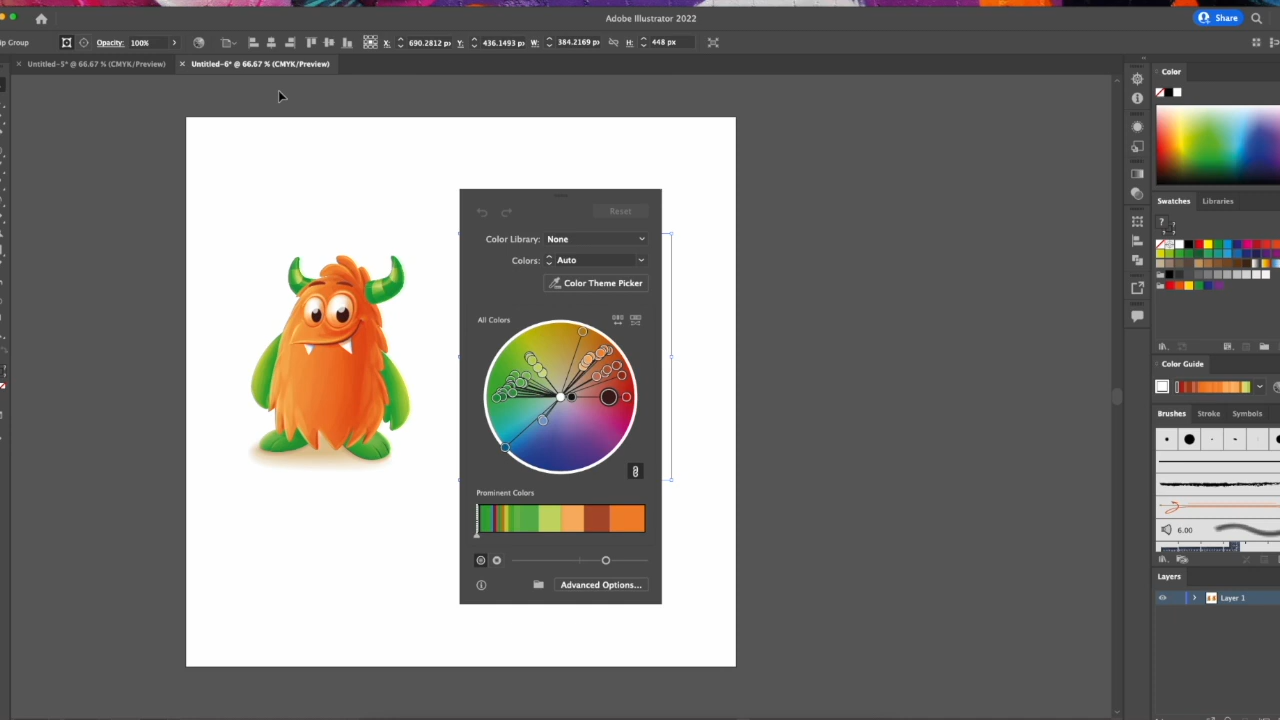 Adobe Illustrator 2022
Share
ip Group
Opacity: 100%
X: 690.2812 px
Y: 436.1493 px
W: 384.2169 px
H: 448 px
Untitled-5* @ 66.67 % (CMYK/Preview)
Untitled-6* @ 66.67 % (CMYK/Preview)
Color
Reset
Color Library: None
Colors: Auto
Color Theme Picker
All Colors
Prominent Colors
Advanced Options...
Swatches Libraries
Color Guide
Brushes Stroke Symbols
6.00
Layers
Layer 1